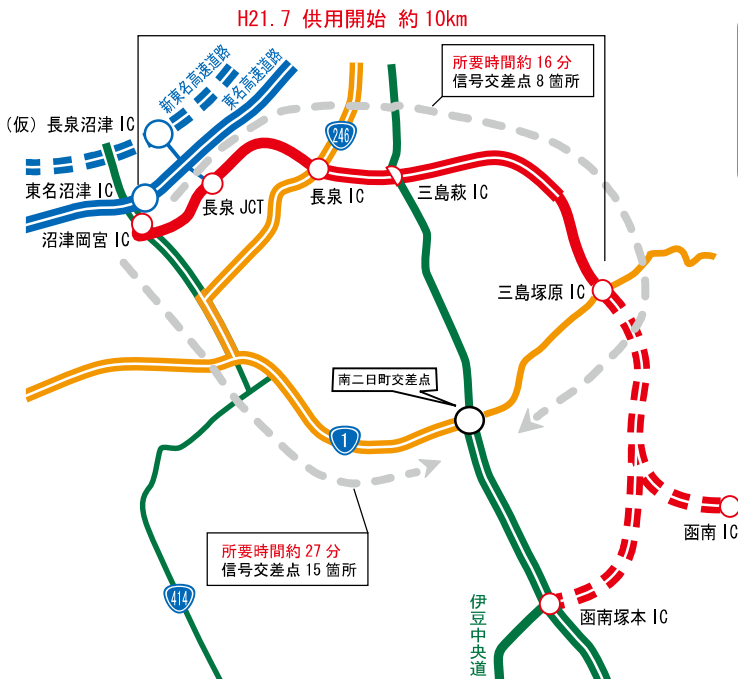 H21.7 供用開始 約10km
所要時間約16分
信号交差点8箇所
新東名高速道路
東名高速道路
(仮)長泉沼津IC
246
東名沼津IC
長泉JCT
長泉IC
三島萩IC
沼津岡宮IC
三島塚原IC
南二日町交差点
1
函南IC
所要時間約27分
信号交差点15箇所
414
伊豆中央道
函南塚本IC